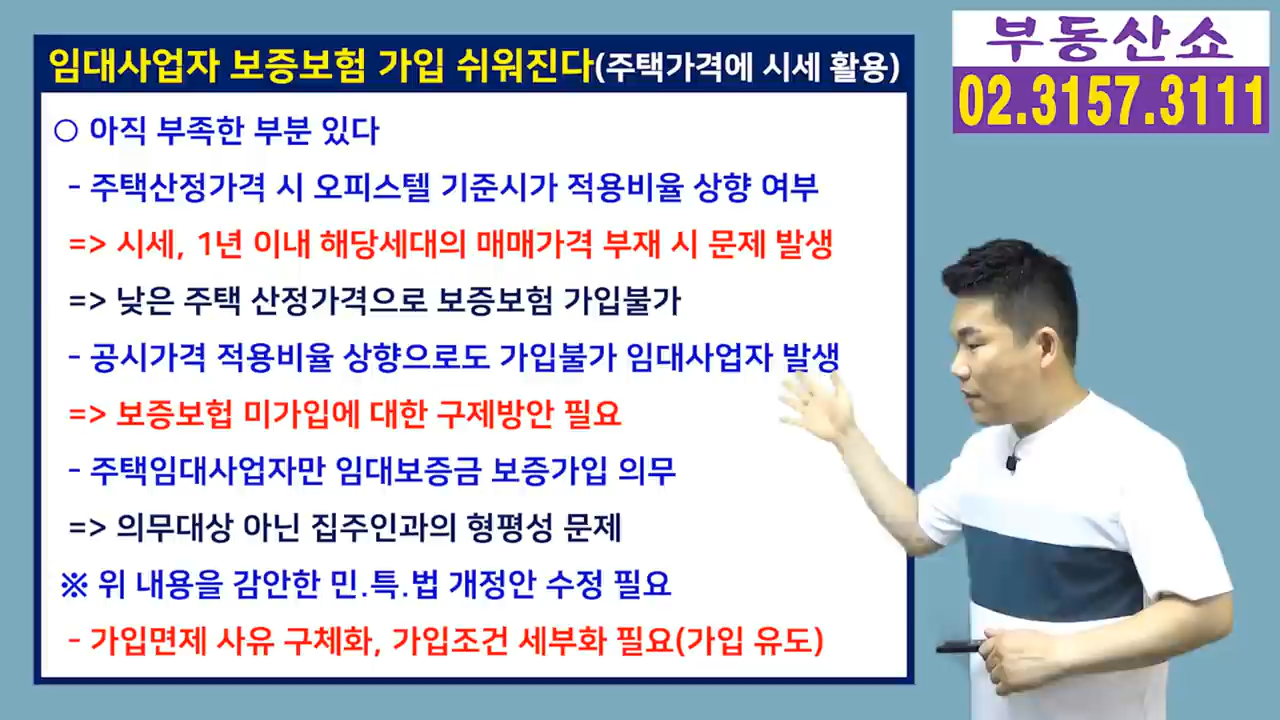 임대사업자 보증보험 가입 쉬워진다(주택가격에 시세 활용)
○ 아직 부족한 부분 있다
- 주택산정가격 시 오피스텔 기준시가 적용비율 상향 여부
=> 시세, 1년 이내 해당세대의 매매가격 부재 시 문제 발생
=> 낮은 주택 산정가격으로 보증보험 가입불가
- 공시가격 적용비율 상향으로도 가입불가 임대사업자 발생
=> 보증보헙 미가입에 대한 구제방안 필요
- 주택임대사업자만 임대보증금 보증가입 의무
=> 의무대상 아닌 집주인과의 형평성 문제
※ 위 내용을 감안한 민.특.법 개정안 수정 필요
- 가입면제 사유 구체화, 가입조건 세부화 필요(가입 유도)
부동산쇼
02.3157.3111